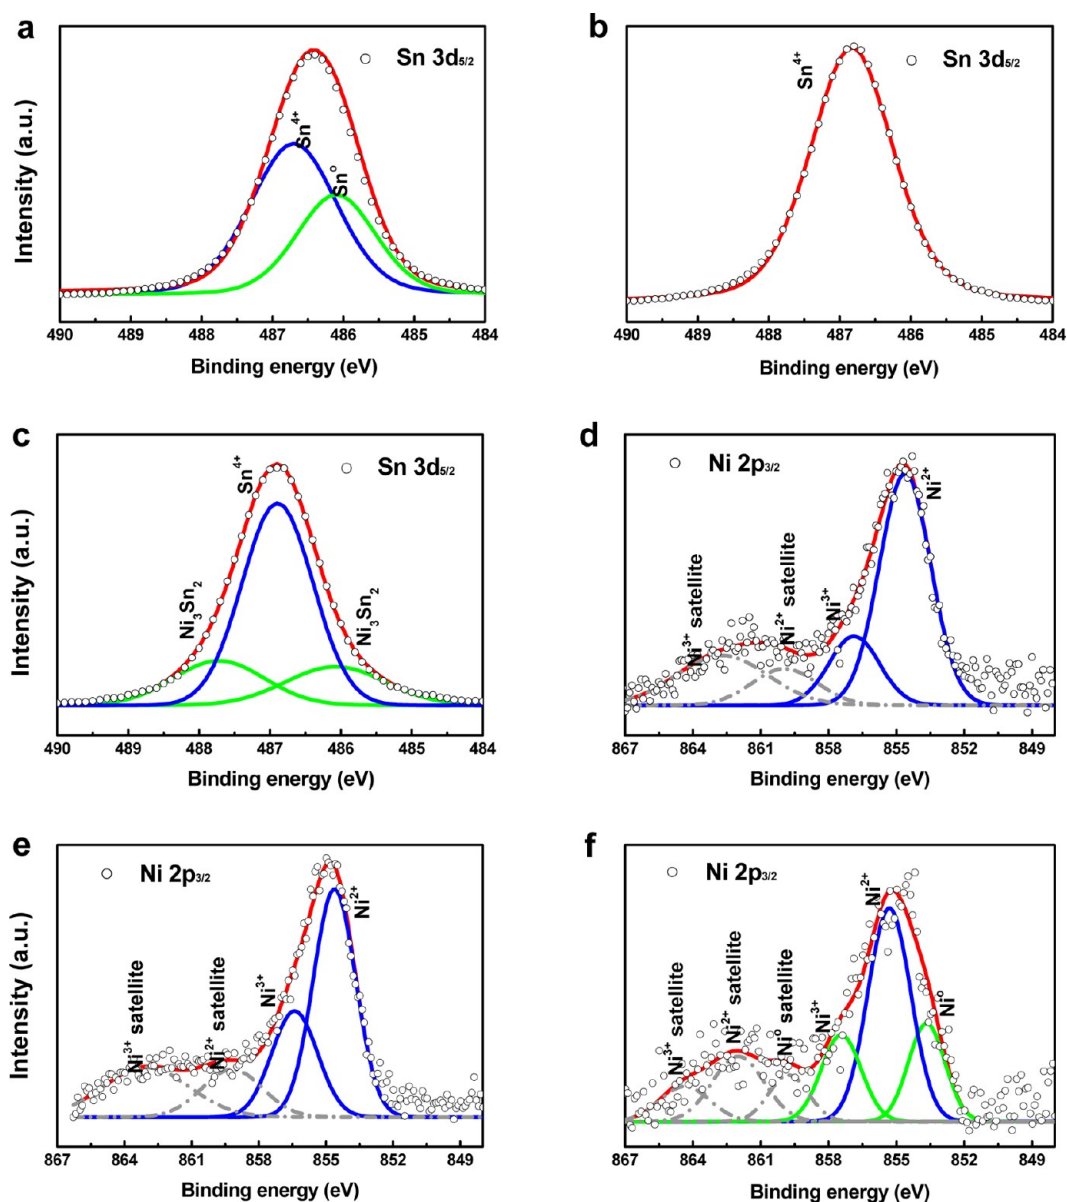 a
Sn 3d5/2
Sn4+
Sno
Intensity (a.u.)
490 488 487 486 485 484
Binding energy (eV)
b
Sn 3d5/2
Sn4+
490 488 487 486 485 484
Binding energy (eV)
c
Sn 3d5/2
Sn4+
Ni3Sn2
Ni3Sn2
Intensity (a.u.)
490 489 488 487 486 485 484
Binding energy (eV)
d
Ni 2p3/2
Ni2+
Ni3+ satellite
Ni2+ satellite
Ni3+
867 864 861 858 855 852 849
Binding energy (eV)
e
Ni 2p3/2
Ni2+
Ni3+ satellite
Ni2+ satellite
Ni3+
Intensity (a.u.)
867 864 861 858 855 852 849
Binding energy (eV)
f
Ni 2p3/2
Ni2+
Ni3+ satellite
Ni2+ satellite
Nio satellite
Ni3+
Nio
867 864 861 858 855 852 849
Binding energy (eV)